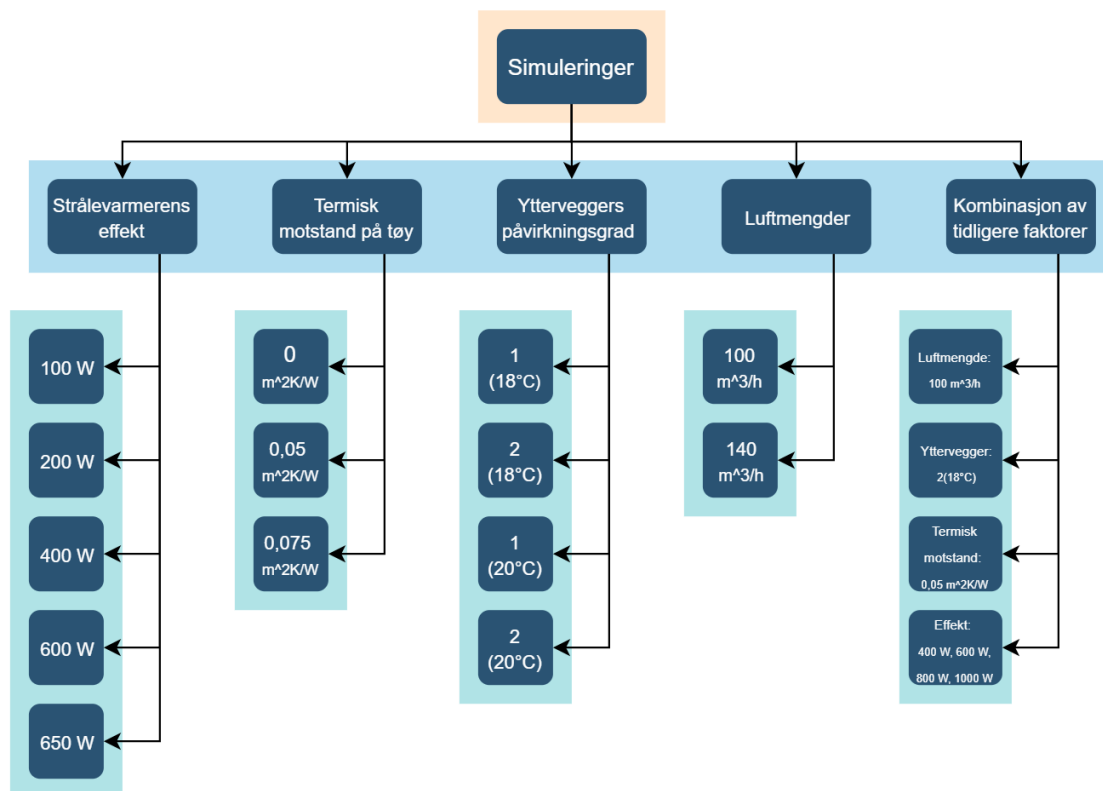 Simuleringer
Strålevarmerens
effekt
Termisk
motstand på tøy
Ytterveggers
påvirkningsgrad
Luftmengder
Kombinasjon av
tidligere faktorer
100 W
200 W
400 W
600 W
650 W
0
m^2K/W
0,05
m^2K/W
0,075
m^2K/W
1
(18°C)
2
(18°C)
1
(20°C)
2
(20°C)
100
m^3/h
140
m^3/h
Luftmengde:
100 m^3/h
Yttervegger:
2(18°C)
Termisk
motstand:
0,05 m^2K/W
Effekt:
400 W, 600 W,
800 W, 1000 W